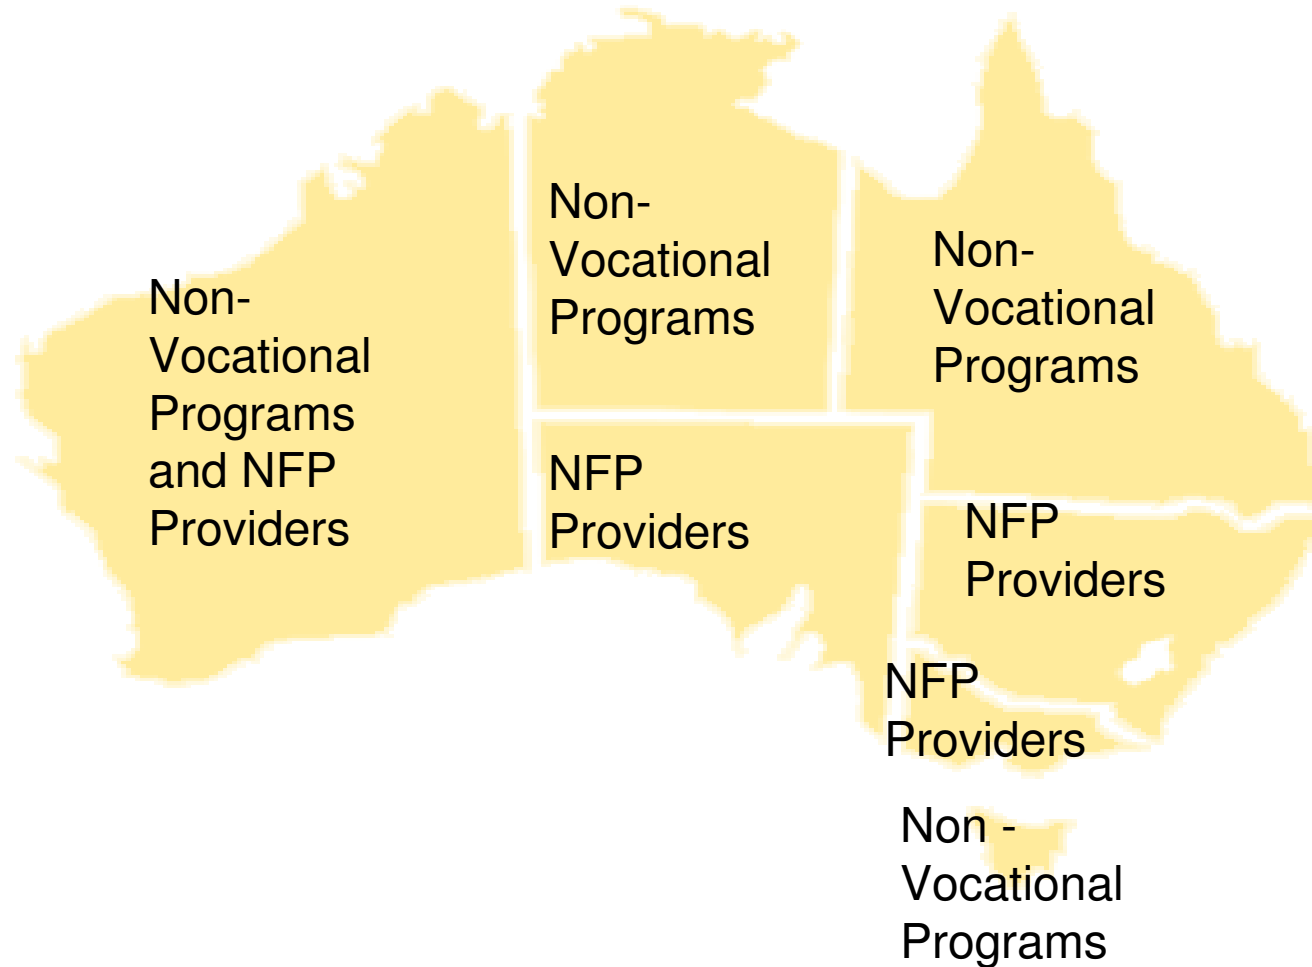 Non-
Vocational
Programs
and NFP
Providers
Non-
Vocational
Programs
Non-
Vocational
Programs
NFP
Providers
NFP
Providers
NFP
Providers
Non -
Vocational
Programs